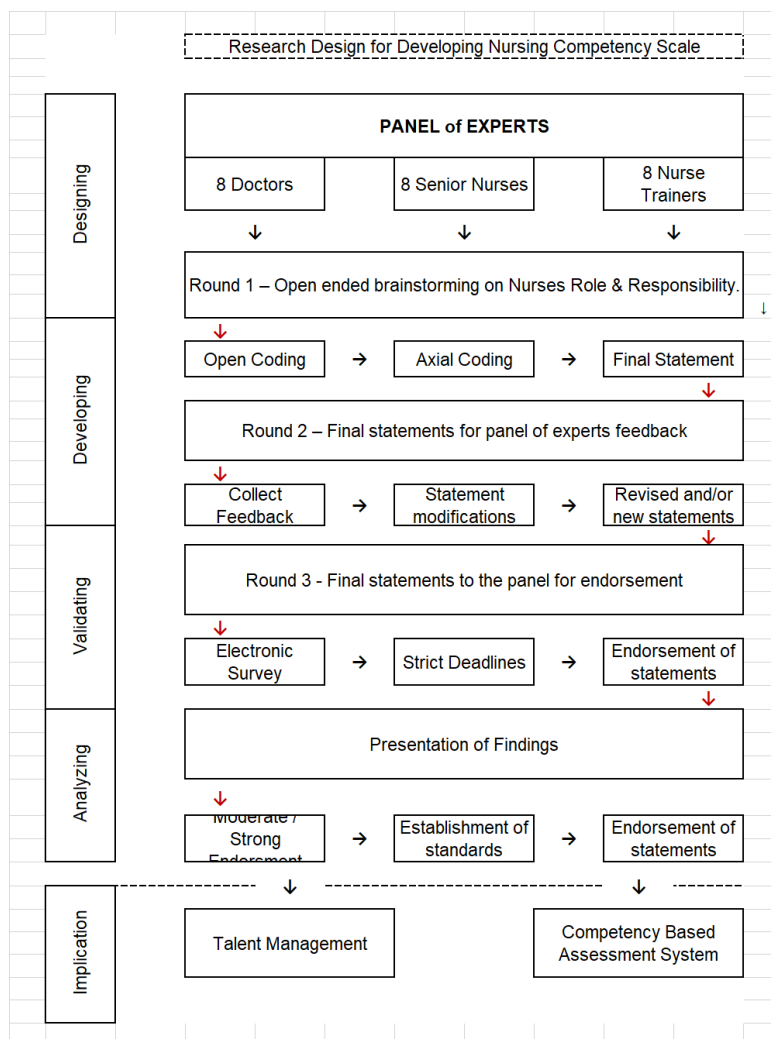 Research Design for Developing Nursing Competency Scale
Designing
PANEL of EXPERTS
8 Doctors
8 Senior Nurses
8 Nurse
Trainers
↓ ↓ ↓
Round 1 – Open ended brainstorming on Nurses Role & Responsibility.
↓
↓
Developing
Open Coding
→
Axial Coding
→
Final Statement
↓
Round 2 – Final statements for panel of experts feedback
↓
Collect
Feedback
→
Statement
modifications
→
Revised and/or
new statements
↓
Validating
Round 3 - Final statements to the panel for endorsement
↓
Electronic
Survey
→
Strict Deadlines
→
Endorsement of
statements
↓
Analyzing
Presentation of Findings
↓
Moderate /
Strong
Endorsment
→
Establishment of
standards
→
Endorsement of
statements
↓ ↓
Implication
Talent Management
Competency Based
Assessment System